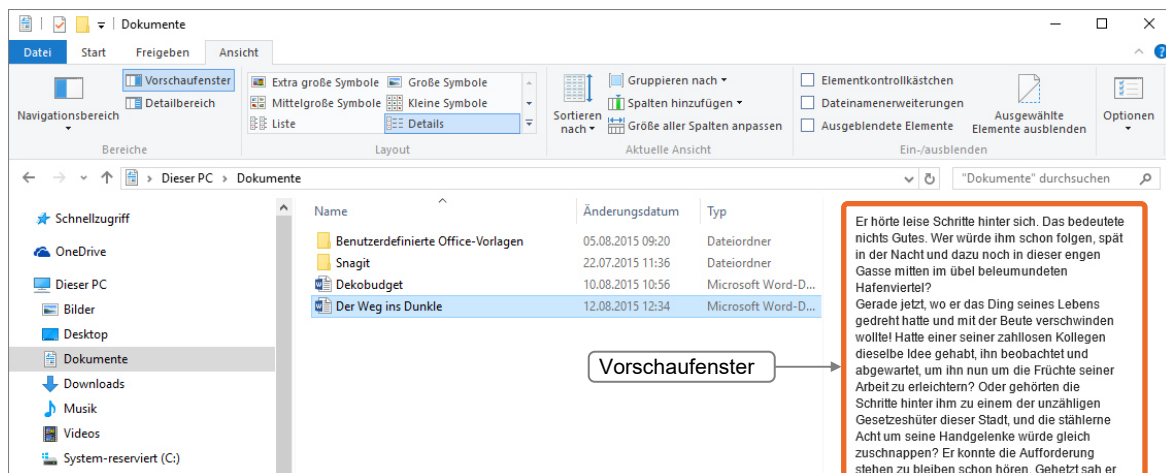 Dokumente
Datei Start Freigeben Ansicht
Navigationsbereich
Vorschaufenster
Detailbereich
Bereiche
Extra große Symbole Große Symbole
Mittelgroße Symbole Kleine Symbole
Liste Details
Layout
Sortieren
nach
Gruppieren nach
Spalten hinzufügen
Größe aller Spalten anpassen
Aktuelle Ansicht
Elementkontrollkästchen
Dateinamenerweiterungen
Ausgeblendete Elemente
Ausgewählte
Elemente ausblenden
Ein-/ausblenden
Optionen
Dieser PC > Dokumente
"Dokumente" durchsuchen
Schnellzugriff
OneDrive
Dieser PC
Bilder
Desktop
Dokumente
Downloads
Musik
Videos
System-reserviert (C:)
Name Änderungsdatum Typ
Benutzerdefinierte Office-Vorlagen 05.08.2015 09:20 Dateiordner
Snagit 22.07.2015 11:36 Dateiordner
Dekobudget 10.08.2015 10:56 Microsoft Word-D...
Der Weg ins Dunkle 12.08.2015 12:34 Microsoft Word-D...
Vorschaufenster
Er hörte leise Schritte hinter sich. Das bedeutete
nichts Gutes. Wer würde ihm schon folgen, spät
in der Nacht und dazu noch in dieser engen
Gasse mitten im übel beleumundeten
Hafenviertel?
Gerade jetzt, wo er das Ding seines Lebens
gedreht hatte und mit der Beute verschwinden
wollte! Hatte einer seiner zahllosen Kollegen
dieselbe Idee gehabt, ihn beobachtet und
abgewartet, um ihn nun um die Früchte seiner
Arbeit zu erleichtern? Oder gehörten die
Schritte hinter ihm zu einem der unzähligen
Gesetzeshüter dieser Stadt, und die stählerne
Acht um seine Handgelenke würde gleich
zuschnappen? Er konnte die Aufforderung
stehen zu bleiben schon hören. Gehetzt sah er